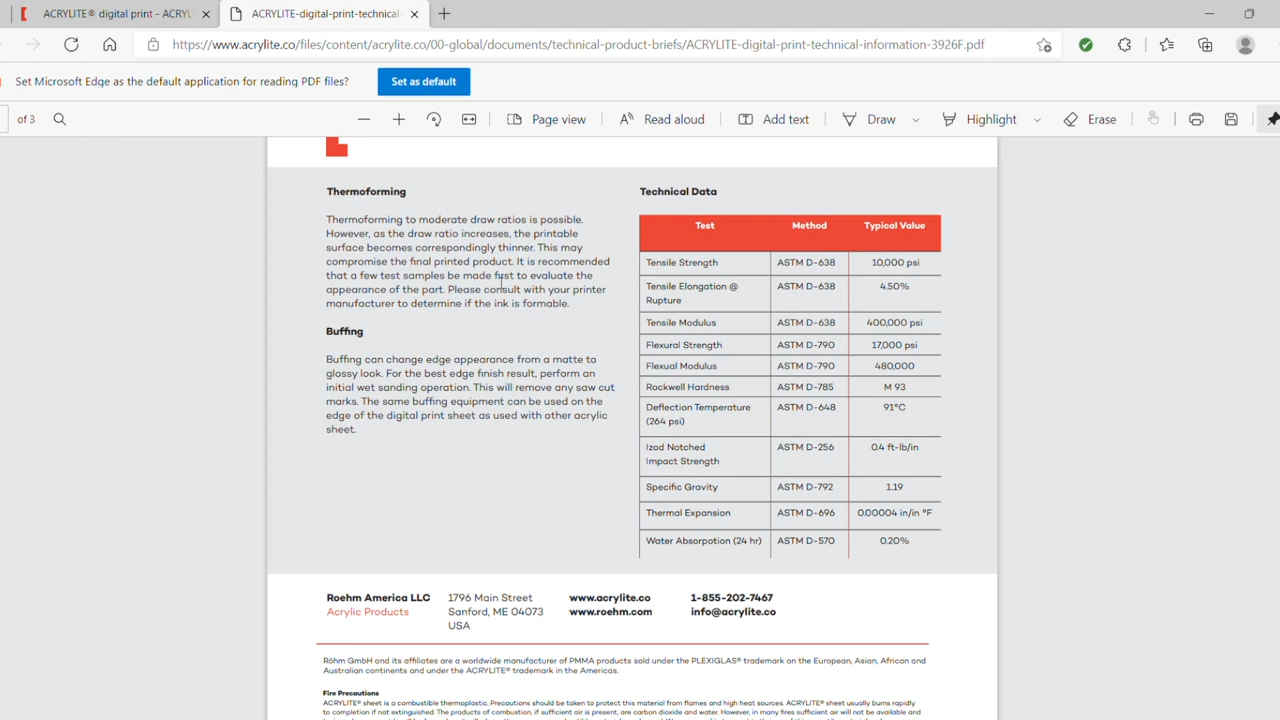 ACRYLITE® digital print - ACRYL
ACRYLITE-digital-print-technical-
https://www.acrylite.co/files/content/acrylite.co/00-global/documents/technical-product-briefs/ACRYLITE-digital-print-technical-information-3926F.pdf
Set Microsoft Edge as the default application for reading PDF files?
Set as default
of 3
Page view
Read aloud
Add text
Draw
Highlight
Erase
Thermoforming
Thermoforming to moderate draw ratios is possible.
However, as the draw ratio increases, the printable
surface becomes correspondingly thinner. This may
compromise the final printed product. It is recommended
that a few test samples be made first to evaluate the
appearance of the part. Please consult with your printer
manufacturer to determine if the ink is formable.
Buffing
Buffing can change edge appearance from a matte to
glossy look. For the best edge finish result, perform an
initial wet sanding operation. This will remove any saw cut
marks. The same buffing equipment can be used on the
edge of the digital print sheet as used with other acrylic
sheet.
Technical Data
Test Method Typical Value
Tensile Strength ASTM D-638 10,000 psi
Tensile Elongation @ ASTM D-638 4.50%
Rupture
Tensile Modulus ASTM D-638 400,000 psi
Flexural Strength ASTM D-790 17,000 psi
Flexual Modulus ASTM D-790 480,000
Rockwell Hardness ASTM D-785 M 93
Deflection Temperature ASTM D-648 91°C
(264 psi)
Izod Notched ASTM D-256 0.4 ft-lb/in
Impact Strength
Specific Gravity ASTM D-792 1.19
Thermal Expansion ASTM D-696 0.00004 in/in °F
Water Absorpotion (24 hr) ASTM D-570 0.20%
Roehm America LLC 1796 Main Street www.acrylite.co 1-855-202-7467
Acrylic Products Sanford, ME 04073 www.roehm.com info@acrylite.co
USA
Röhm GmbH and its affiliates are a worldwide manufacturer of PMMA products sold under the PLEXIGLAS® trademark on the European, Asian, African and
Australian continents and under the ACRYLITE® trademark in the Americas.
Fire Precautions
ACRYLITE® sheet is a combustible thermoplastic. Precautions should be taken to protect this material from flames and high heat sources. ACRYLITE® sheet usually burns rapidly
to completion if not extinguished. The products of combustion, if sufficient air is present, are carbon dioxide and water. However, in many fires sufficient air will not be available and